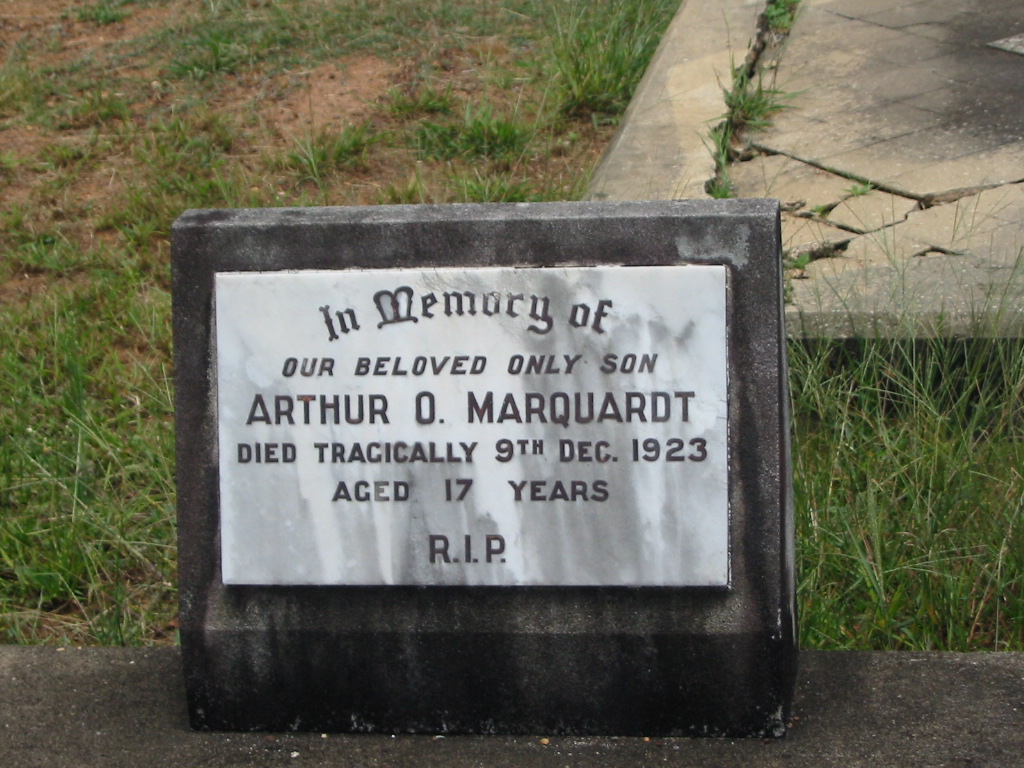 In Memory of
OUR BELOVED ONLY SON
ARTHUR O. MARQUARDT
DIED TRAGICALLY 9TH DEC. 1923
AGED 17 YEARS
R.I.P.